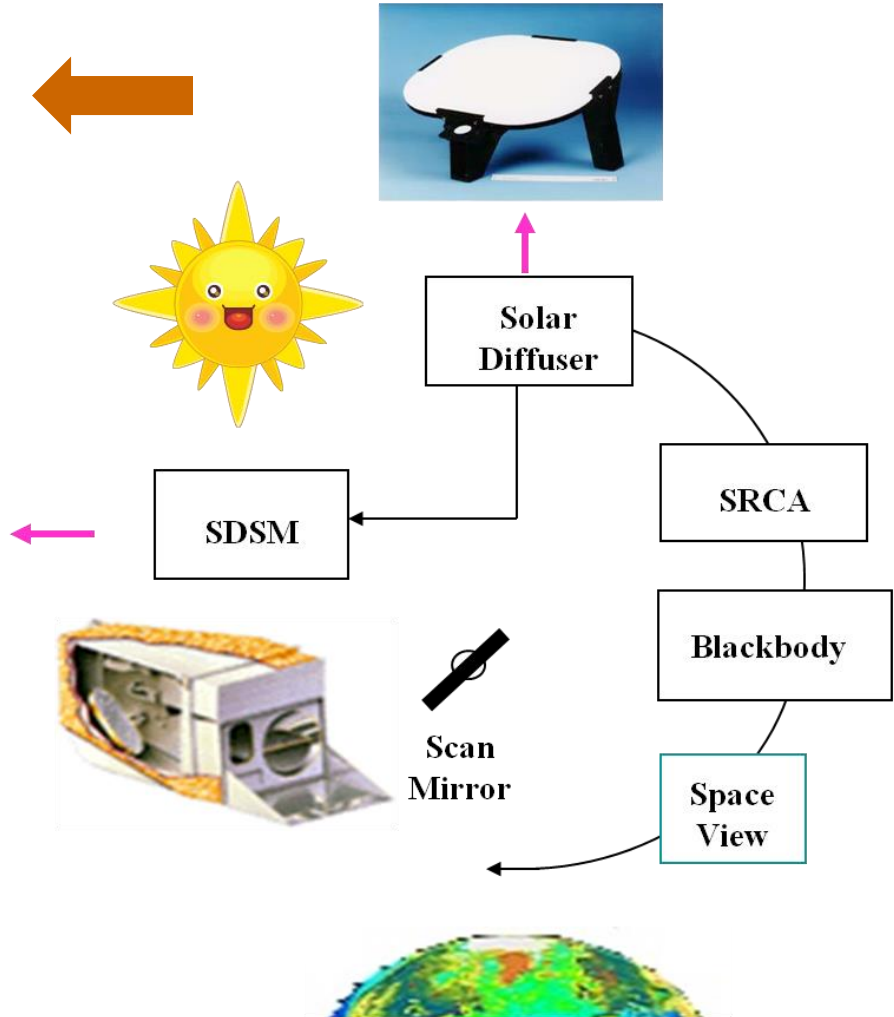 Solar
Diffuser
SRCA
SDSM
Blackbody
Scan
Mirror
Space
View